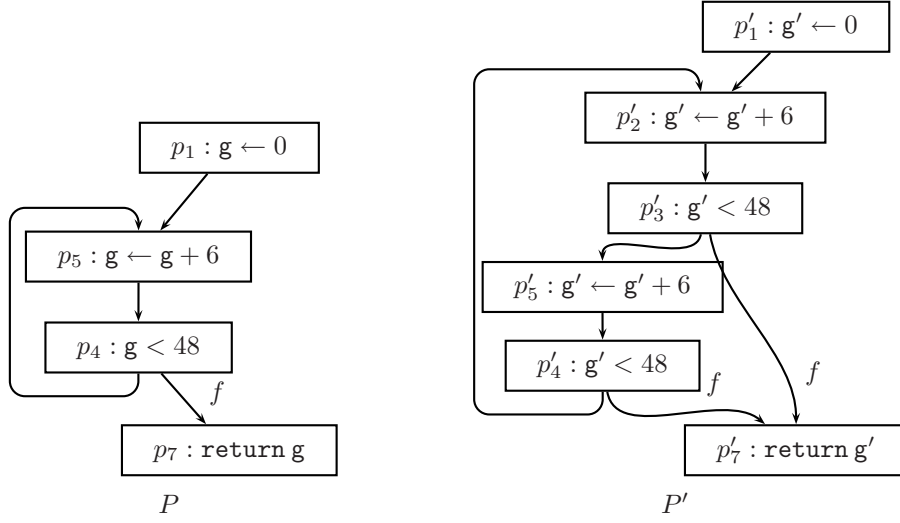 p₁ : g ← 0
p₅ : g ← g + 6
p₄ : g < 48
f
p₇ : return g
P
p′₁ : g′ ← 0
p′₂ : g′ ← g′ + 6
p′₃ : g′ < 48
p′₅ : g′ ← g′ + 6
p′₄ : g′ < 48
f
f
p′₇ : return g′
P′